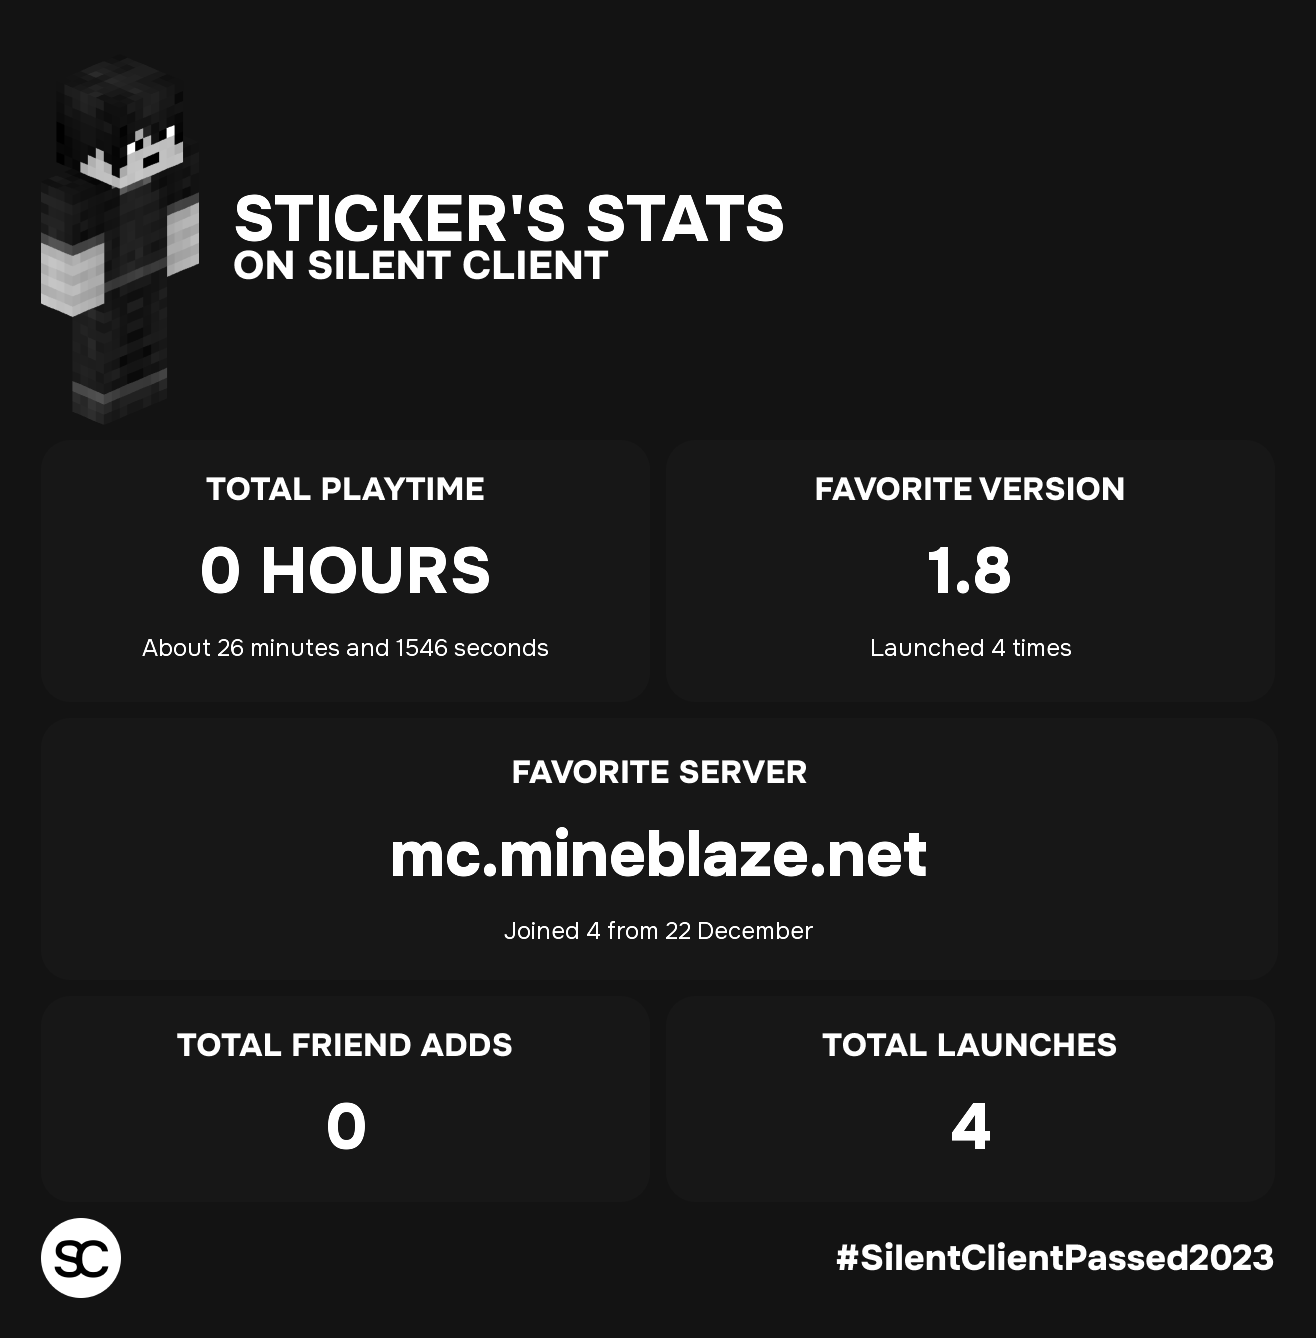 STICKER'S STATS
ON SILENT CLIENT
TOTAL PLAYTIME
0 HOURS
About 26 minutes and 1546 seconds
FAVORITE VERSION
1.8
Launched 4 times
FAVORITE SERVER
mc.mineblaze.net
Joined 4 from 22 December
TOTAL FRIEND ADDS
0
TOTAL LAUNCHES
4
SC
#SilentClientPassed2023